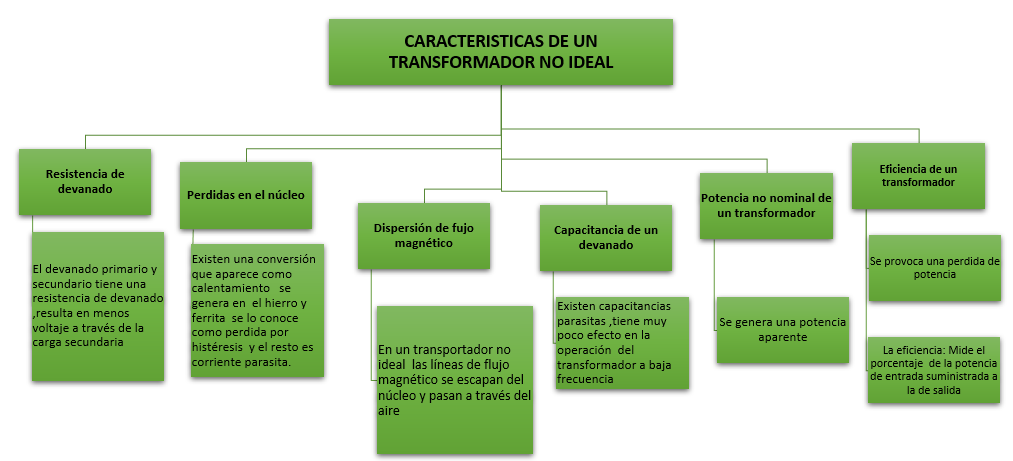 CARACTERISTICAS DE UN
TRANSFORMADOR NO IDEAL
Resistencia de
devanado
El devanado primario y
secundario tiene una
resistencia de devanado
,resulta en menos
voltaje a través de la
carga secundaria
Perdidas en el núcleo
Existen una conversión
que aparece como
calentamiento se
genera en el hierro y
ferrita se lo conoce
como perdida por
histéresis y el resto es
corriente parasita.
Dispersión de fujo
magnético
En un transportador no
ideal las líneas de flujo
magnético se escapan del
núcleo y pasan a través del
aire
Capacitancia de un
devanado
Existen capacitancias
parasitas ,tiene muy
poco efecto en la
operación del
transformador a baja
frecuencia
Potencia no nominal de
un transformador
Se genera una potencia
aparente
Eficiencia de un
transformador
Se provoca una perdida de
potencia
La eficiencia: Mide el
porcentaje de la potencia
de entrada suministrada a
la de salida